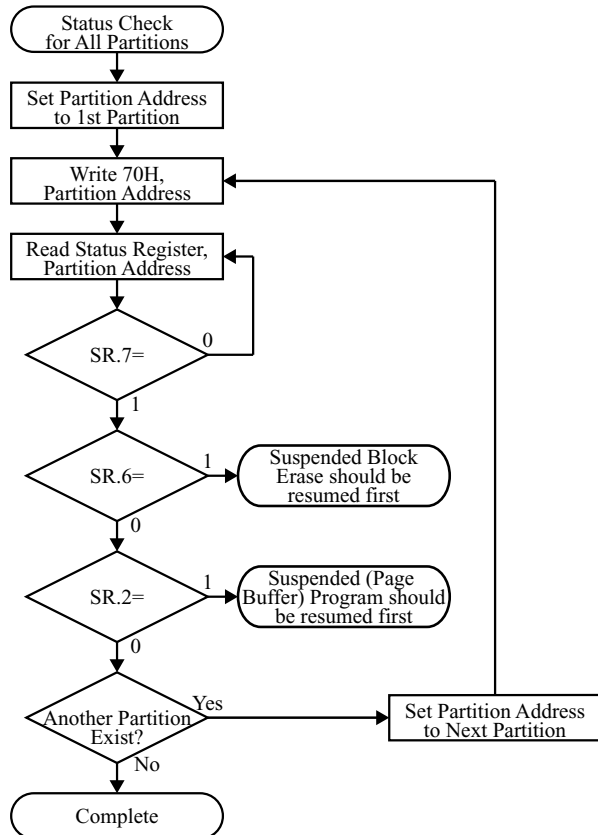 Status Check
for All Partitions
Set Partition Address
to 1st Partition
Write 70H,
Partition Address
Read Status Register,
Partition Address
SR.7=
0
1
SR.6=
1
Suspended Block
Erase should be
resumed first
0
SR.2=
1
Suspended (Page
Buffer) Program should
be resumed first
0
Another Partition
Exist?
Yes
Set Partition Address
to Next Partition
No
Complete